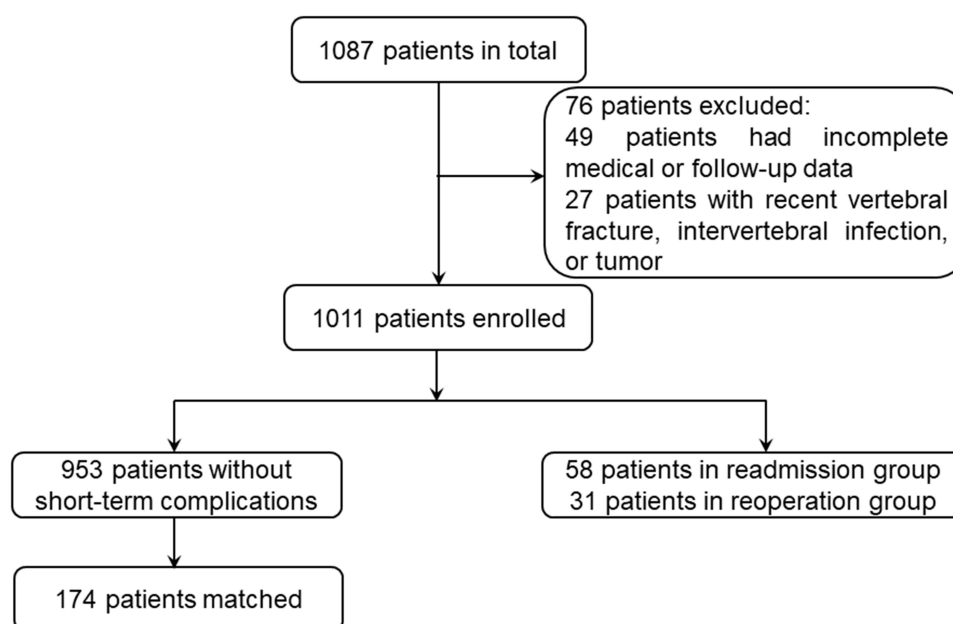 1087 patients in total
76 patients excluded:
49 patients had incomplete
medical or follow-up data
27 patients with recent vertebral
fracture, intervertebral infection,
or tumor
1011 patients enrolled
953 patients without
short-term complications
58 patients in readmission group
31 patients in reoperation group
174 patients matched